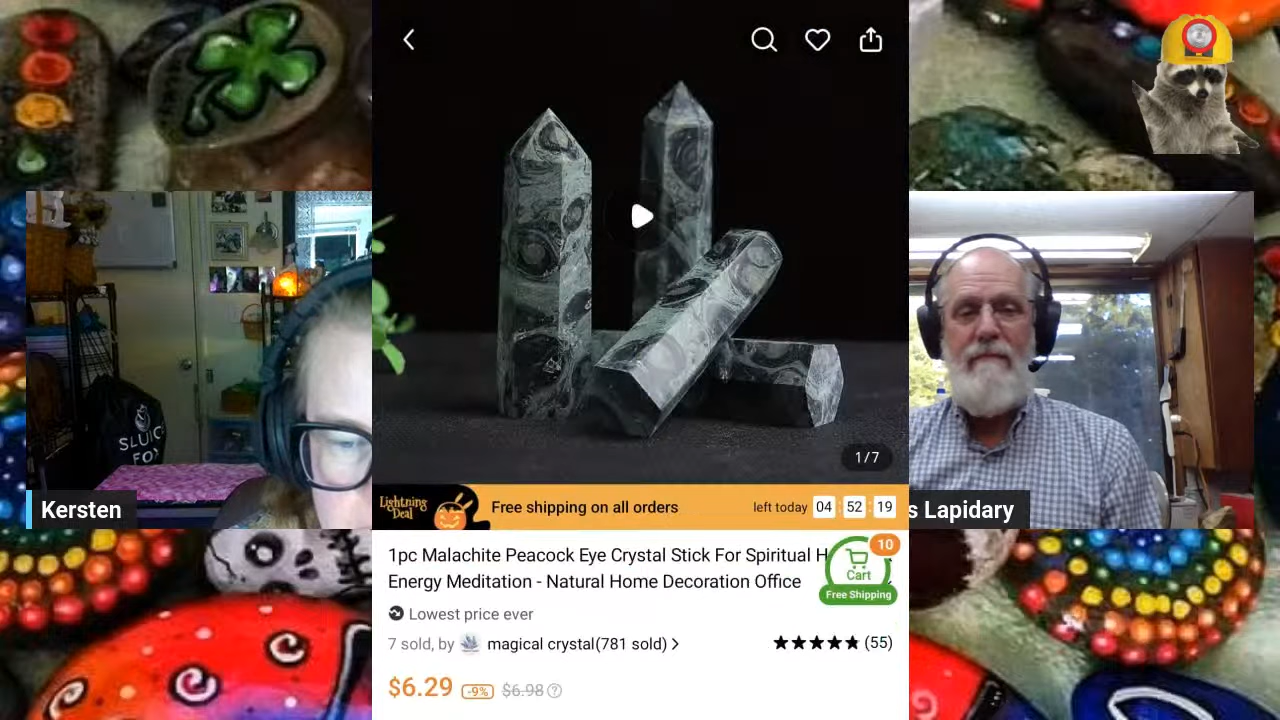 1/7
Lightning
Deal
Free shipping on all orders
left today 04 : 52 : 19
1pc Malachite Peacock Eye Crystal Stick For Spiritual
Energy Meditation - Natural Home Decoration Office
10
Cart
Free Shipping
Lowest price ever
7 sold, by magical crystal(781 sold) >
(55)
$6.29 -9% $6.98 ?
SLUIC
FOX
Kersten
s Lapidary